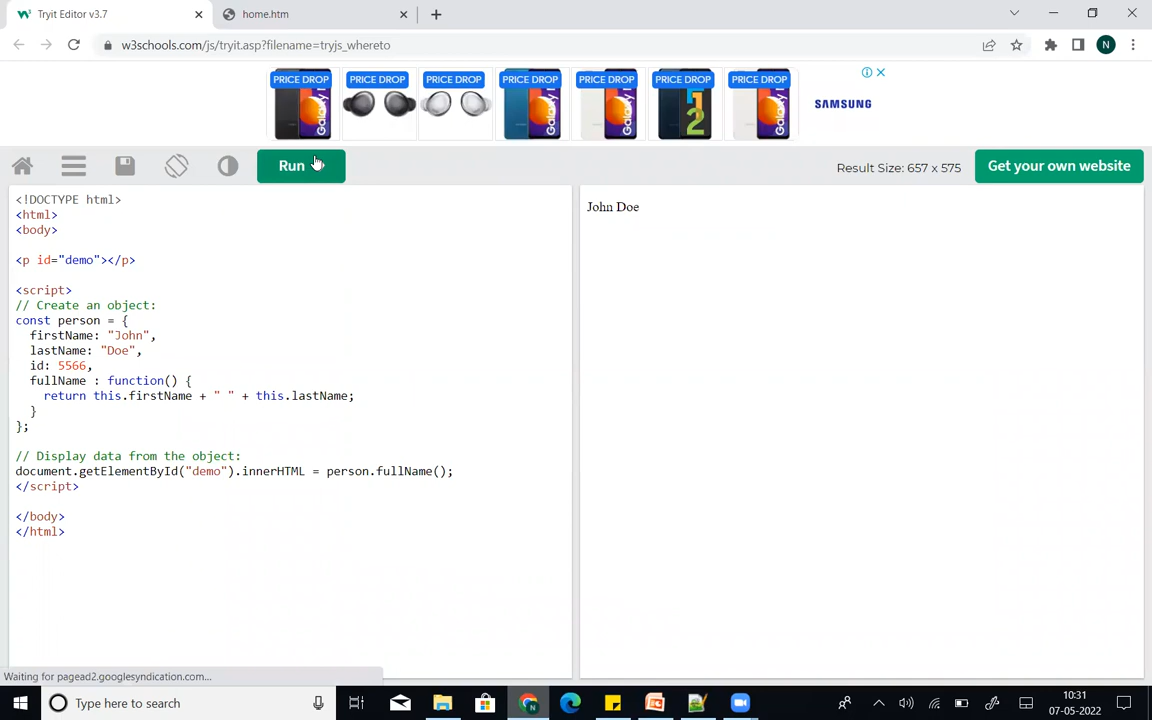 Tryit Editor v3.7
home.htm
w3schools.com/js/tryit.asp?filename=tryjs_whereto
N
PRICE DROP PRICE DROP PRICE DROP PRICE DROP PRICE DROP PRICE DROP PRICE DROP
SAMSUNG
Run
Result Size: 657 x 575
Get your own website
<!DOCTYPE html>
<html>
<body>
<p id="demo"></p>
<script>
// Create an object:
const person = {
firstName: "John",
lastName: "Doe",
id: 5566,
fullName : function() {
return this.firstName + " " + this.lastName;
}
};
// Display data from the object:
document.getElementById("demo").innerHTML = person.fullName();
</script>
</body>
</html>
John Doe
Waiting for pagead2.googlesyndication.com...
Type here to search
10:31
07-05-2022